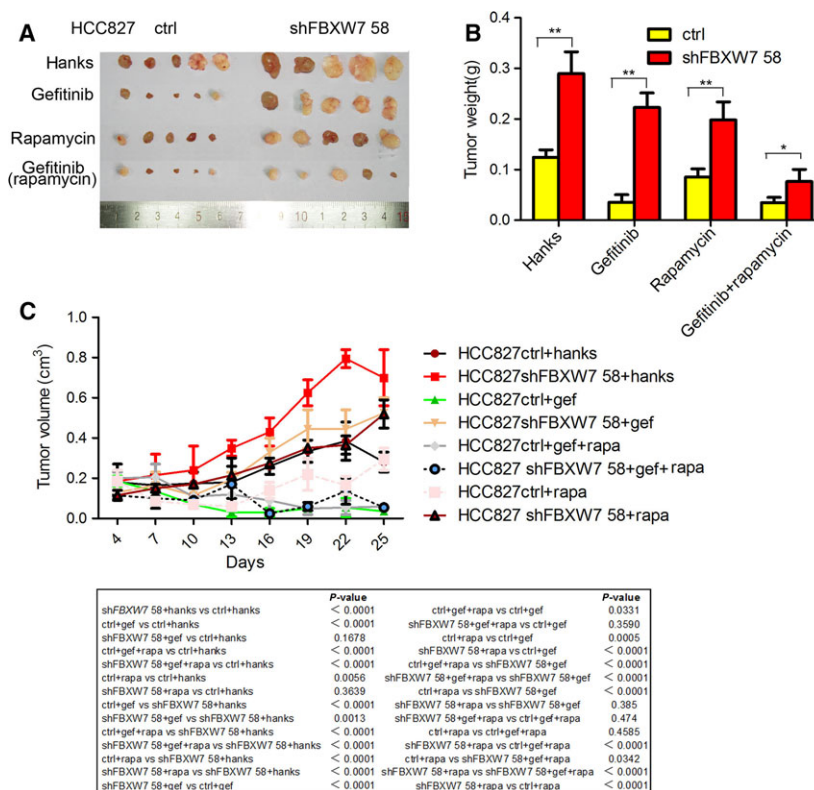 A
HCC827 ctrl shFBXW7 58
Hanks
Gefitinib
Rapamycin
Gefitinib
(rapamycin)
1 2 3 4 5 6 7 9 10 1 2 3 4 10
B
ctrl
shFBXW7 58
Tumor weight(g)
0.4
0.3
0.2
0.1
0.0
** ** ** *
Hanks
Gefitinib
Rapamycin
Gefitinib+rapamycin
C
Tumor volume (cm³)
1.0
0.8
0.6
0.4
0.2
0.0
4 7 10 13 16 19 22 25
Days
HCC827ctrl+hanks
HCC827shFBXW7 58+hanks
HCC827ctrl+gef
HCC827shFBXW7 58+gef
HCC827ctrl+gef+rapa
HCC827 shFBXW7 58+gef+rapa
HCC827ctrl+rapa
HCC827 shFBXW7 58+rapa
P-value P-value
shFBXW7 58+hanks vs ctrl+hanks < 0.0001 ctrl+gef+rapa vs ctrl+gef 0.0331
ctrl+gef vs ctrl+hanks < 0.0001 shFBXW7 58+gef+rapa vs ctrl+gef 0.3590
shFBXW7 58+gef vs ctrl+hanks 0.1678 ctrl+rapa vs ctrl+gef 0.0005
ctrl+gef+rapa vs ctrl+hanks < 0.0001 shFBXW7 58+rapa vs ctrl+gef < 0.0001
shFBXW7 58+gef+rapa vs ctrl+hanks < 0.0001 ctrl+gef+rapa vs shFBXW7 58+gef < 0.0001
ctrl+rapa vs ctrl+hanks 0.0056 shFBXW7 58+gef+rapa vs shFBXW7 58+gef < 0.0001
shFBXW7 58+rapa vs ctrl+hanks 0.3639 ctrl+rapa vs shFBXW7 58+gef < 0.0001
ctrl+gef vs shFBXW7 58+hanks < 0.0001 shFBXW7 58+rapa vs shFBXW7 58+gef 0.385
shFBXW7 58+gef vs shFBXW7 58+hanks 0.0013 shFBXW7 58+gef+rapa vs ctrl+gef+rapa 0.474
ctrl+gef+rapa vs shFBXW7 58+hanks < 0.0001 ctrl+rapa vs ctrl+gef+rapa 0.4585
shFBXW7 58+gef+rapa vs shFBXW7 58+hanks < 0.0001 shFBXW7 58+rapa vs ctrl+gef+rapa < 0.0001
ctrl+rapa vs shFBXW7 58+hanks < 0.0001 ctrl+rapa vs shFBXW7 58+gef+rapa 0.0342
shFBXW7 58+rapa vs shFBXW7 58+hanks < 0.0001 shFBXW7 58+rapa vs shFBXW7 58+gef+rapa < 0.0001
shFBXW7 58+gef vs ctrl+gef < 0.0001 shFBXW7 58+rapa vs ctrl+rapa < 0.0001